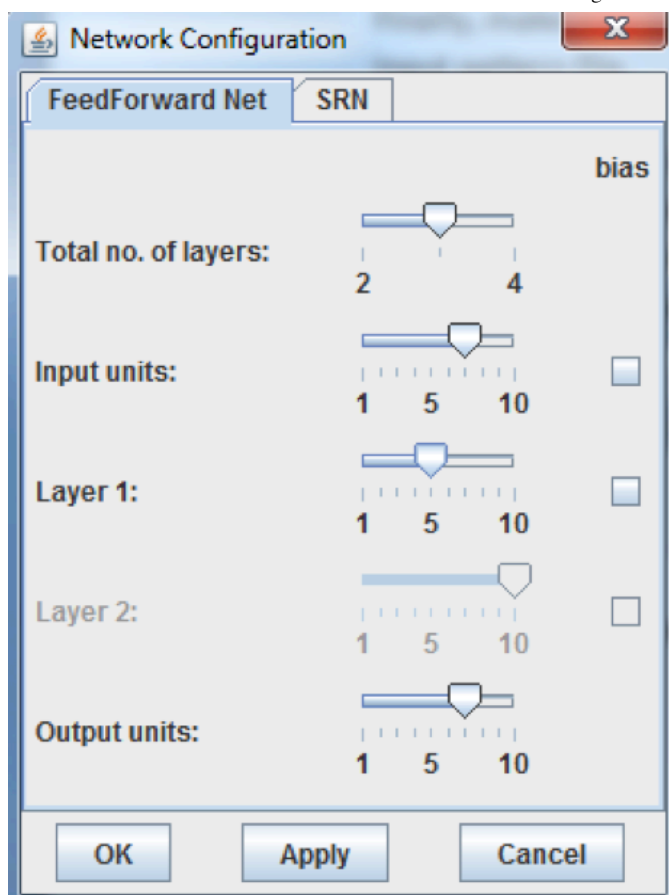 Network Configuration
FeedForward Net SRN
bias
Total no. of layers:
2 4
Input units:
1 5 10
Layer 1:
1 5 10
Layer 2:
1 5 10
Output units:
1 5 10
OK Apply Cancel